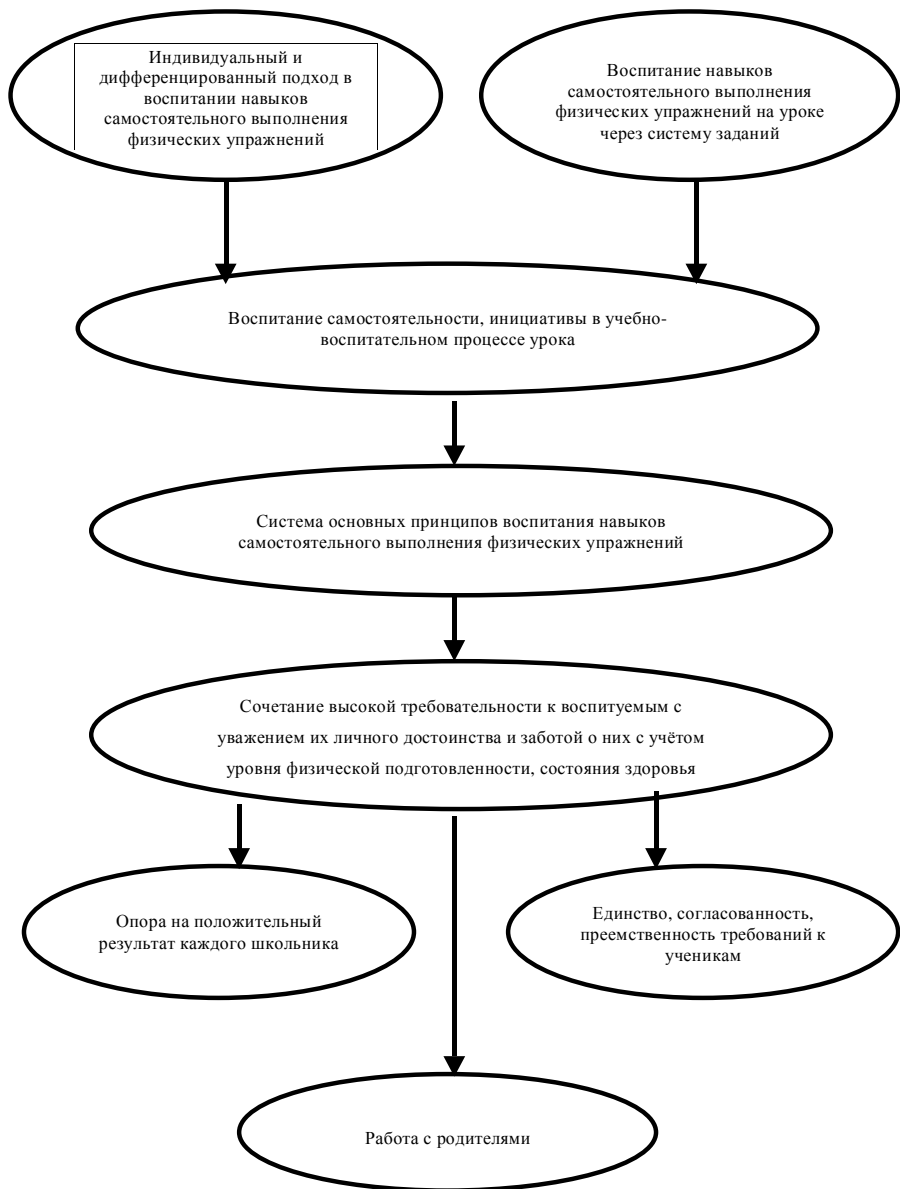 Индивидуальный и
дифференцированный подход в
воспитании навыков
самостоятельного выполнения
физических упражнений
Воспитание навыков
самостоятельного выполнения
физических упражнений на уроке
через систему заданий
Воспитание самостоятельности, инициативы в учебно-
воспитательном процессе урока
Система основных принципов воспитания навыков
самостоятельного выполнения физических упражнений
Сочетание высокой требовательности к воспитуемым с
уважением их личного достоинства и заботой о них с учётом
уровня физической подготовленности, состояния здоровья
Опора на положительный
результат каждого школьника
Единство, согласованность,
преемственность требований к
ученикам
Работа с родителями